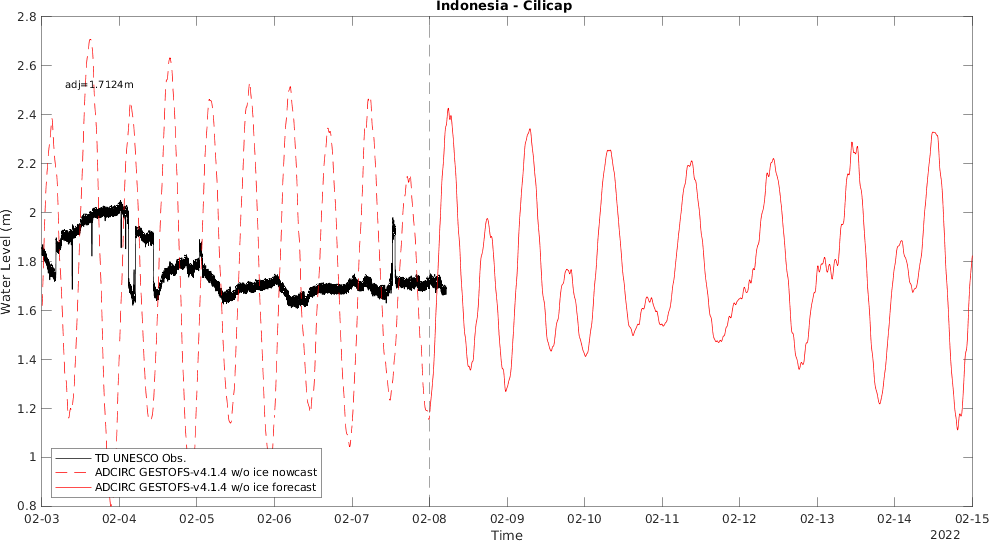 Indonesia - Cilicap
2.8
2.6
2.4
2.2
2
1.8
1.6
1.4
1.2
1
0.8
Water Level (m)
adj=1.7124m
TD UNESCO Obs.
ADCIRC GESTOFS-v4.1.4 w/o ice nowcast
ADCIRC GESTOFS-v4.1.4 w/o ice forecast
02-03 02-04 02-05 02-06 02-07 02-08 02-09 02-10 02-11 02-12 02-13 02-14 02-15
Time
2022